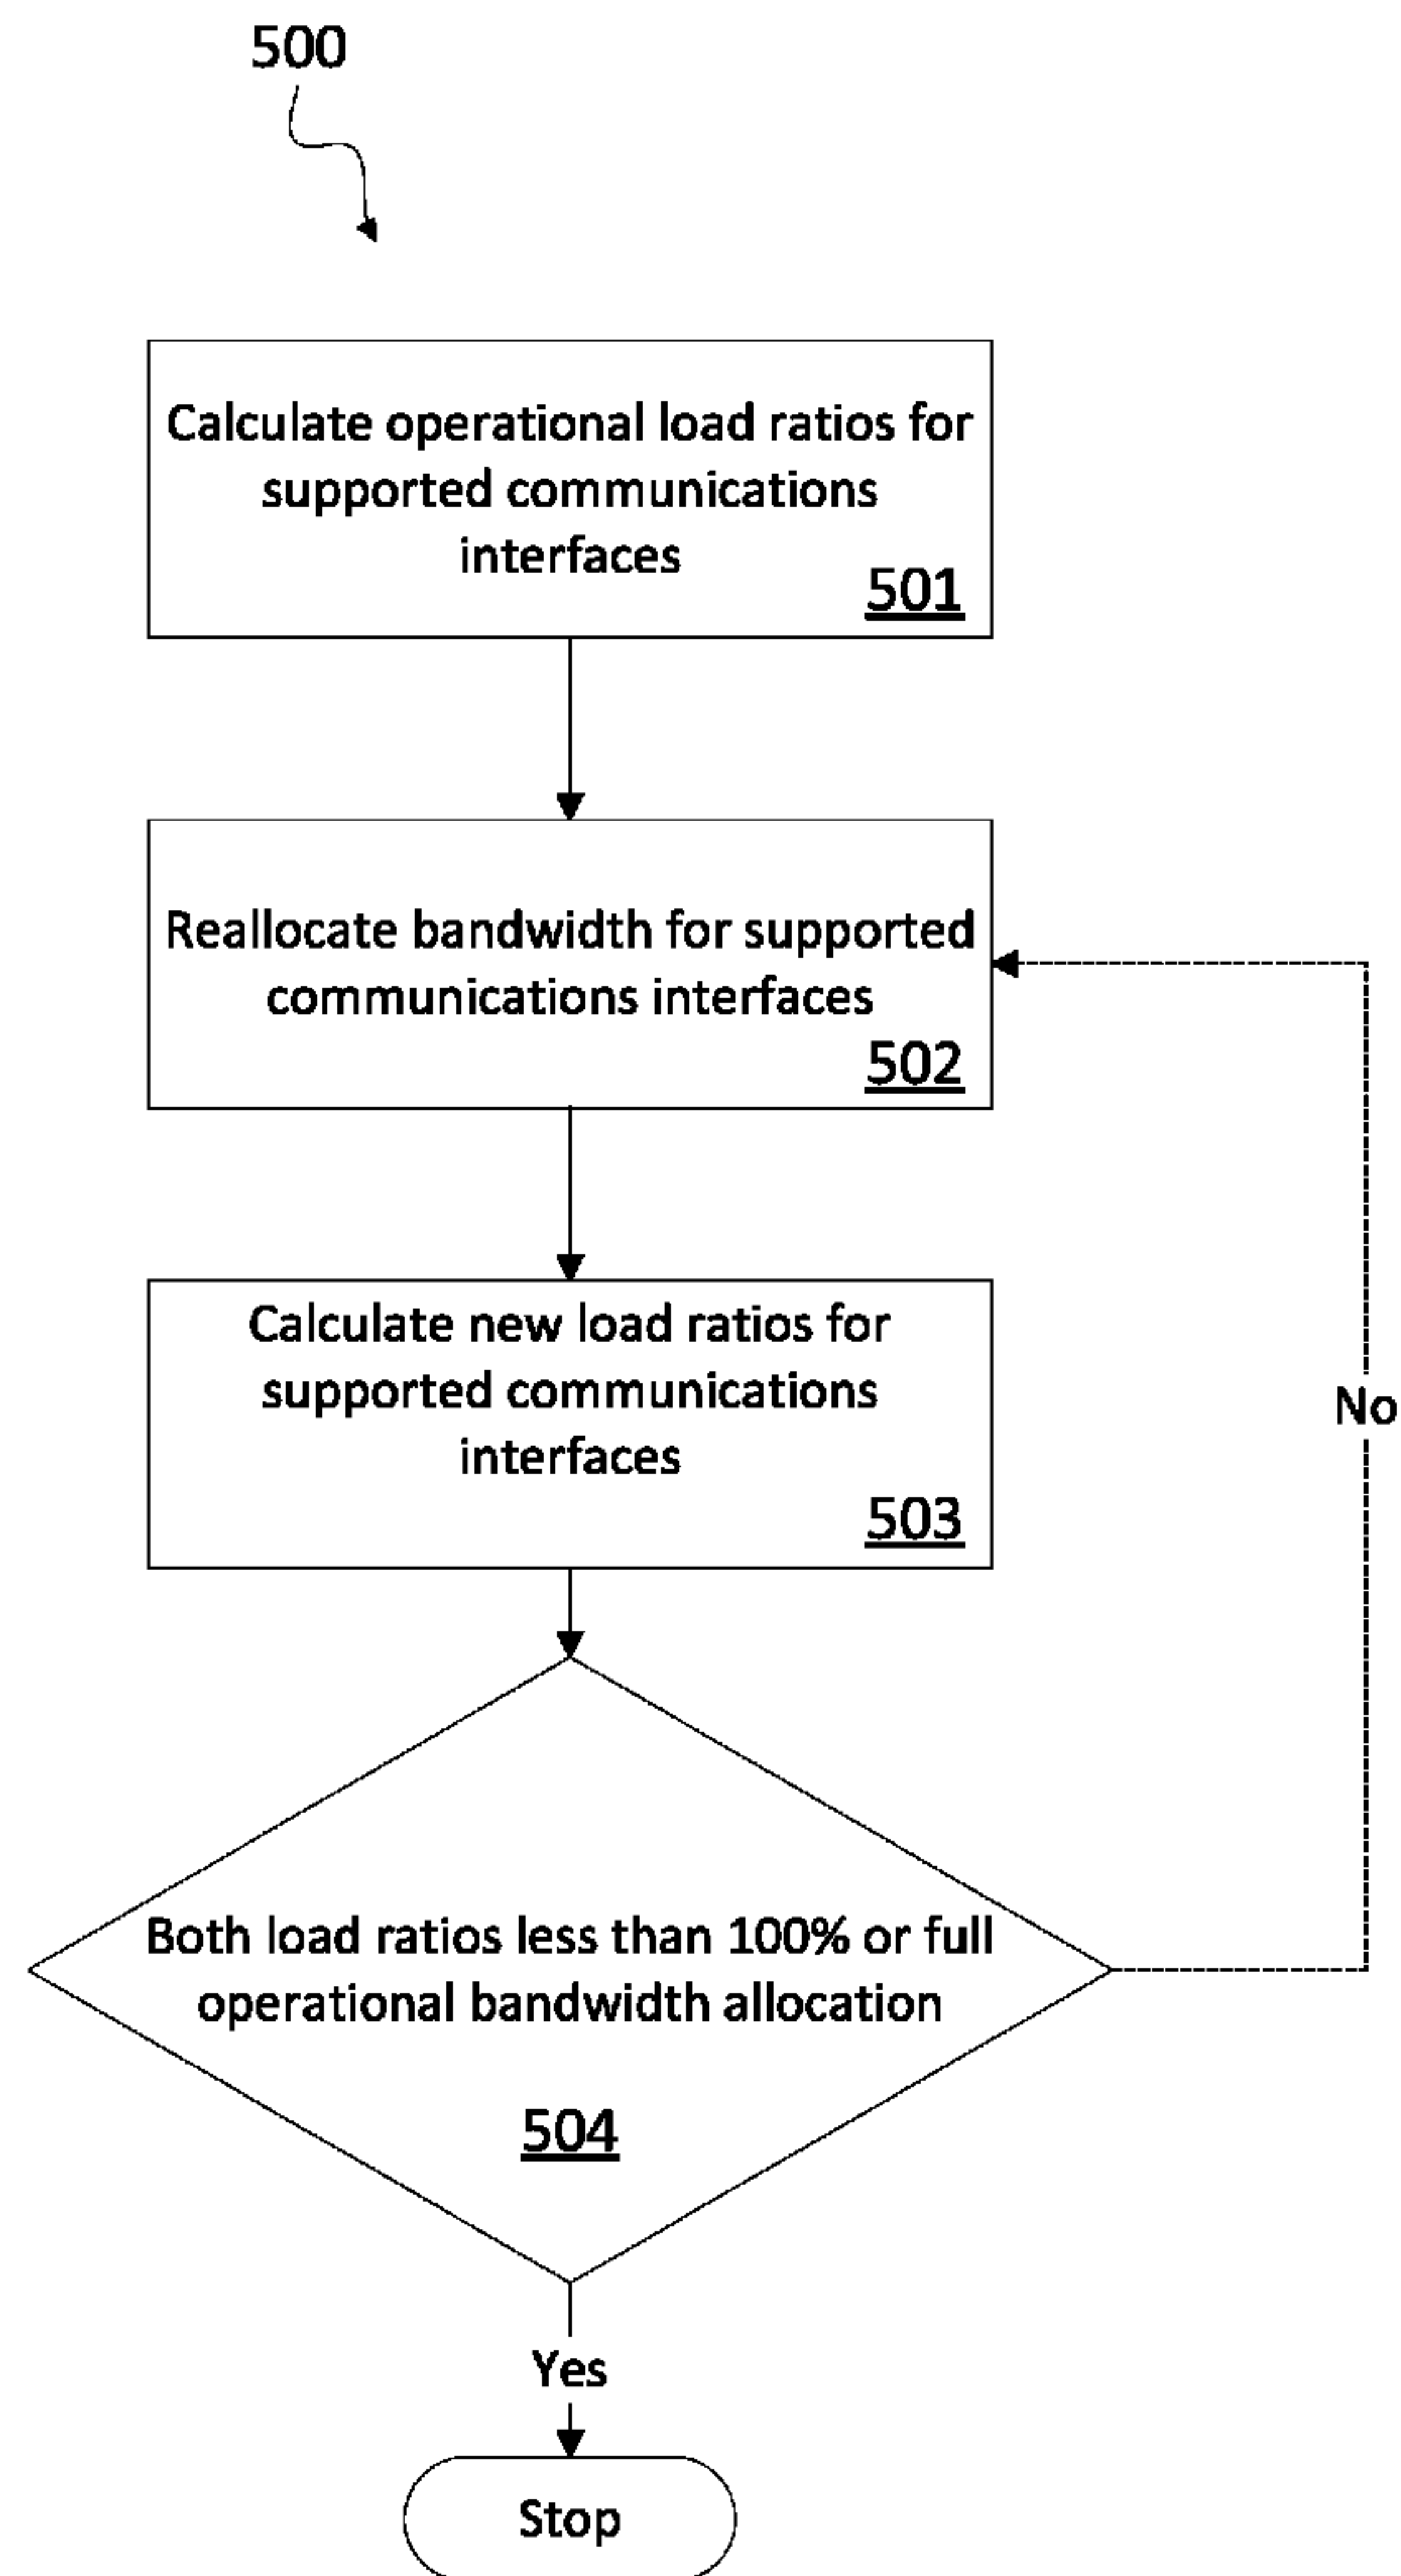 500
Calculate operational load ratios for
supported communications
interfaces
501
Reallocate bandwidth for supported
communications interfaces
502
Calculate new load ratios for
supported communications
interfaces
503
No
Both load ratios less than 100% or full
operational bandwidth allocation
504
Yes
Stop